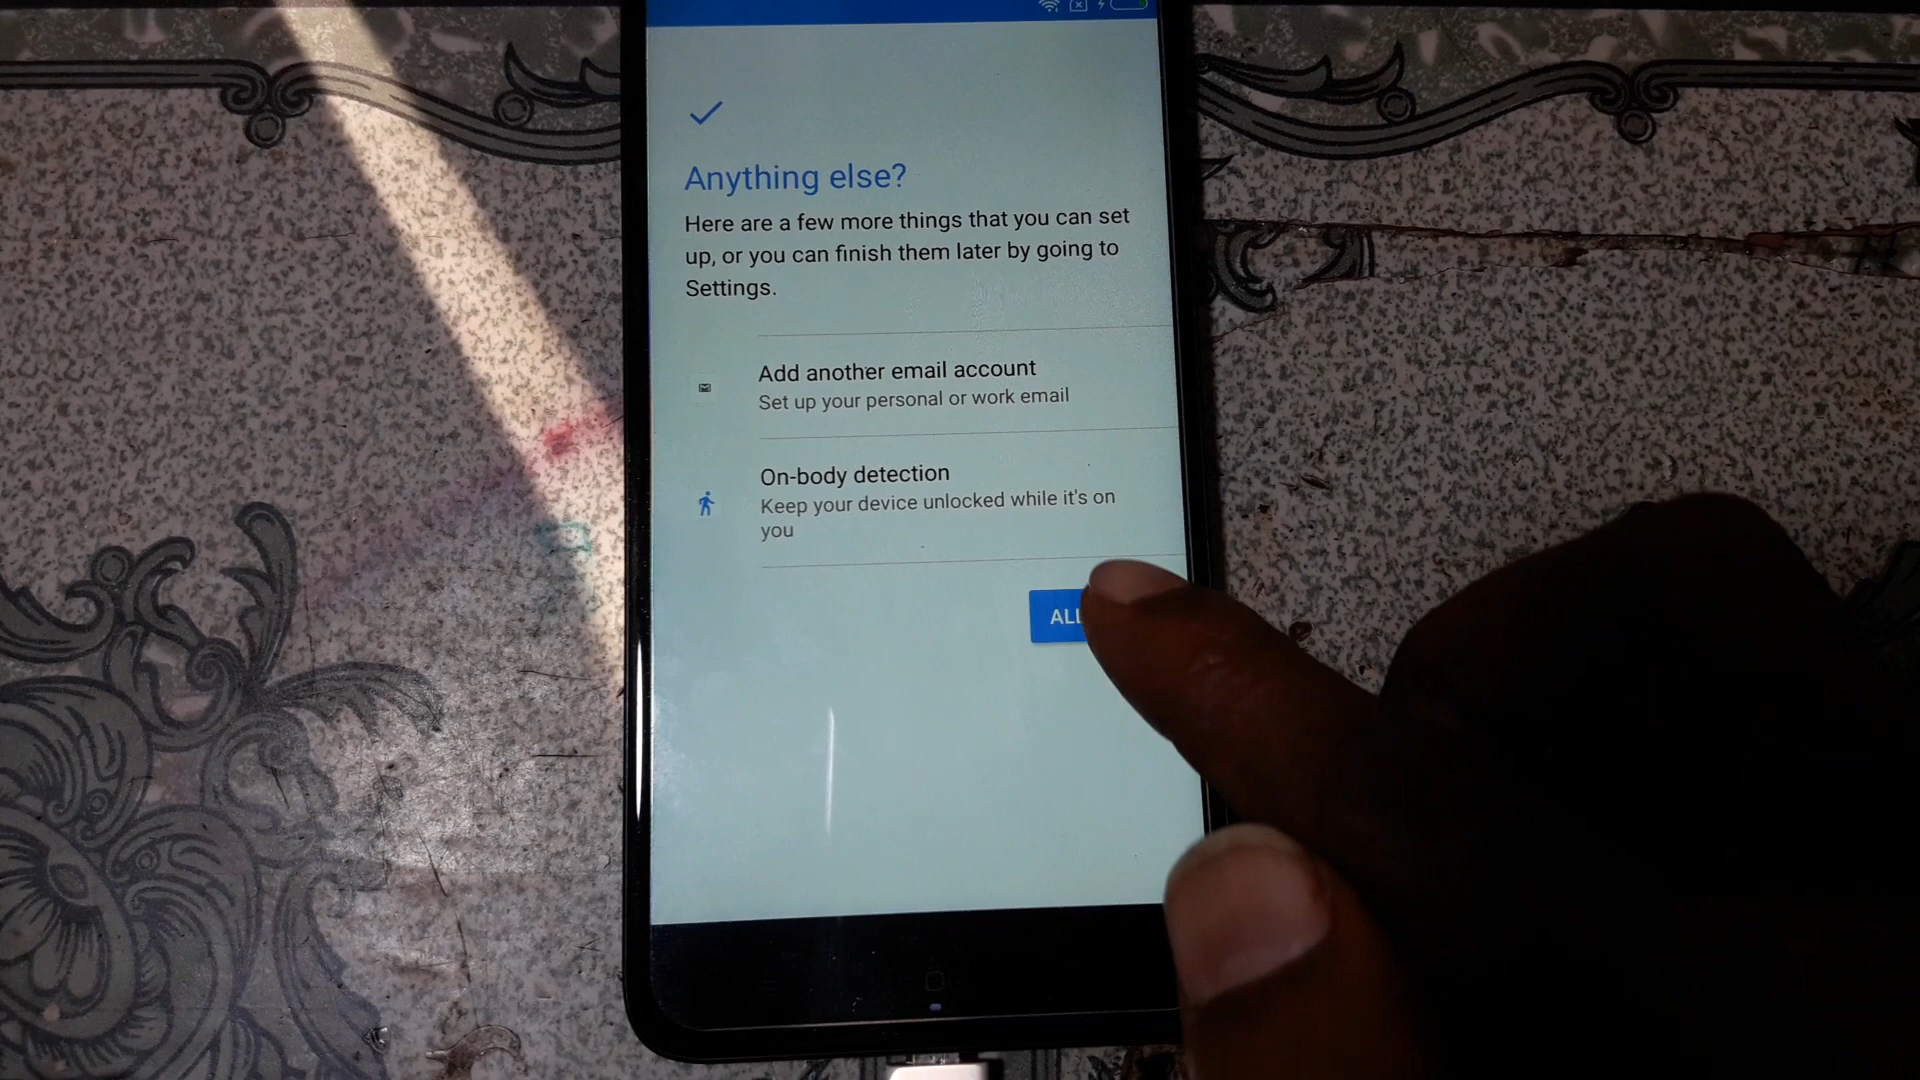 Anything else?
Here are a few more things that you can set
up, or you can finish them later by going to
Settings.
Add another email account
Set up your personal or work email
On-body detection
Keep your device unlocked while it's on
you
ALL